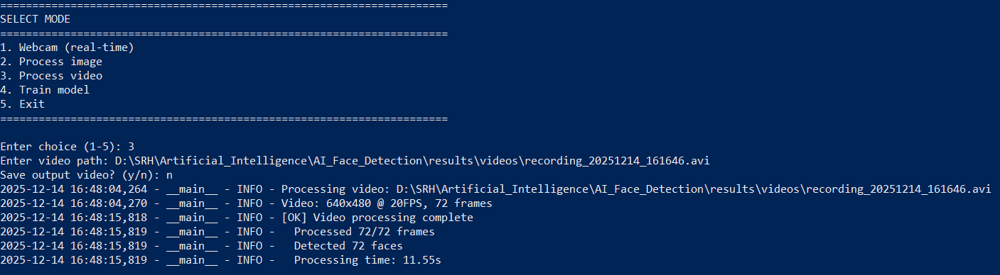 ======================================================================
SELECT MODE
======================================================================
1. Webcam (real-time)
2. Process image
3. Process video
4. Train model
5. Exit
======================================================================
Enter choice (1-5): 3
Enter video path: D:\SRH\Artificial_Intelligence\AI_Face_Detection\results\videos\recording_20251214_161646.avi
Save output video? (y/n): n
2025-12-14 16:48:04,264 - __main__ - INFO - Processing video: D:\SRH\Artificial_Intelligence\AI_Face_Detection\results\videos\recording_20251214_161646.avi
2025-12-14 16:48:04,270 - __main__ - INFO - Video: 640x480 @ 20FPS, 72 frames
2025-12-14 16:48:15,818 - __main__ - INFO - [OK] Video processing complete
2025-12-14 16:48:15,819 - __main__ - INFO -   Processed 72/72 frames
2025-12-14 16:48:15,819 - __main__ - INFO -   Detected 72 faces
2025-12-14 16:48:15,819 - __main__ - INFO -   Processing time: 11.55s